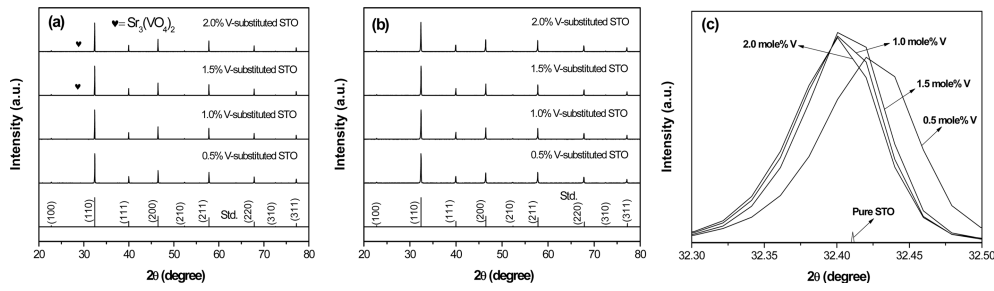 (a)
♥= Sr3(VO4)2
2.0% V-substituted STO
♥
1.5% V-substituted STO
♥
1.0% V-substituted STO
0.5% V-substituted STO
Std.
(100)
(110)
(111)
(200)
(210)
(211)
(220)
(310)
(311)
20 30 40 50 60 70 80
2θ (degree)
Intensity (a.u.)
(b)
2.0% V-substituted STO
1.5% V-substituted STO
1.0% V-substituted STO
0.5% V-substituted STO
Std.
(100)
(110)
(111)
(200)
(210)
(211)
(220)
(310)
(311)
20 30 40 50 60 70 80
2θ (degree)
Intensity (a.u.)
(c)
2.0 mole% V
1.0 mole% V
1.5 mole% V
0.5 mole% V
Pure STO
32.30 32.35 32.40 32.45 32.50
2θ (degree)
Intensity (a.u.)